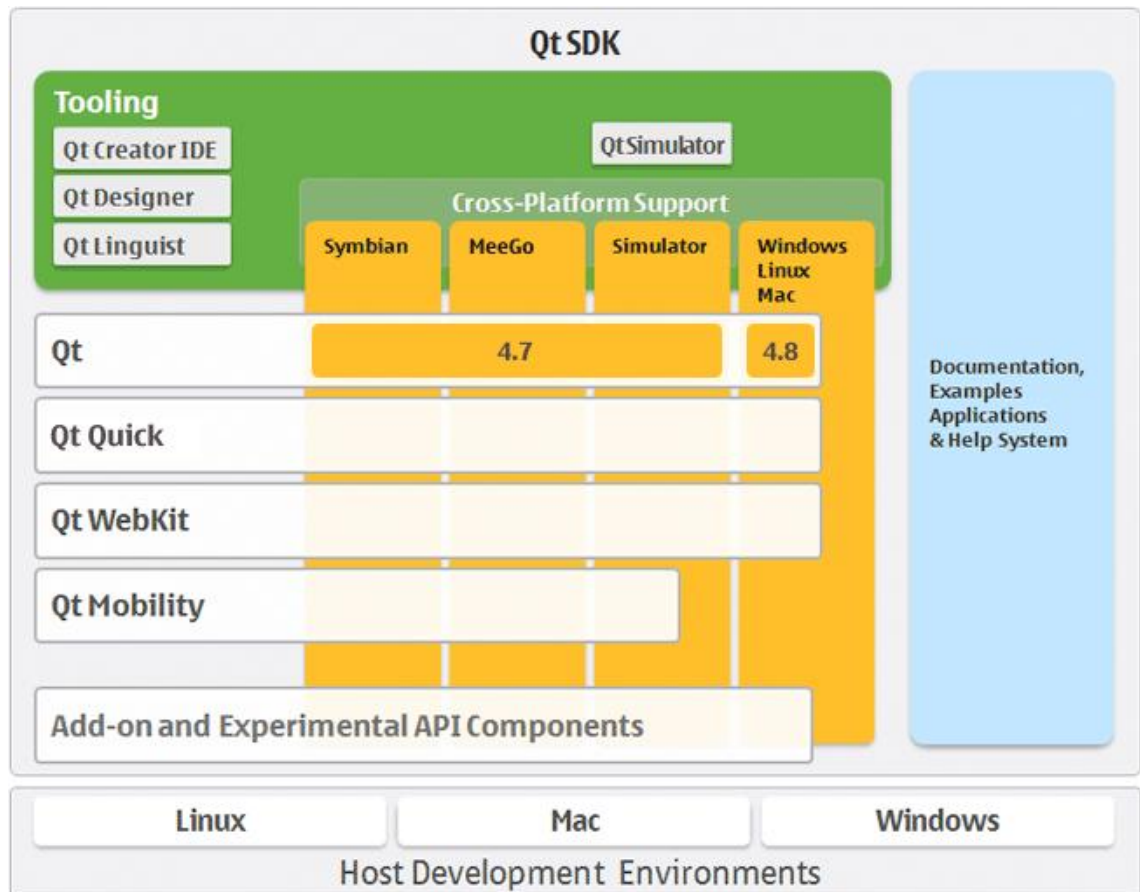 Qt SDK
Tooling
Qt Creator IDE
Qt Designer
Qt Linguist
QtSimulator
Cross-Platform Support
Symbian
MeeGo
Simulator
Windows
Linux
Mac
Qt
4.7
4.8
Qt Quick
Qt WebKit
Qt Mobility
Add-on and Experimental API Components
Documentation,
Examples
Applications
& Help System
Linux
Mac
Windows
Host Development Environments